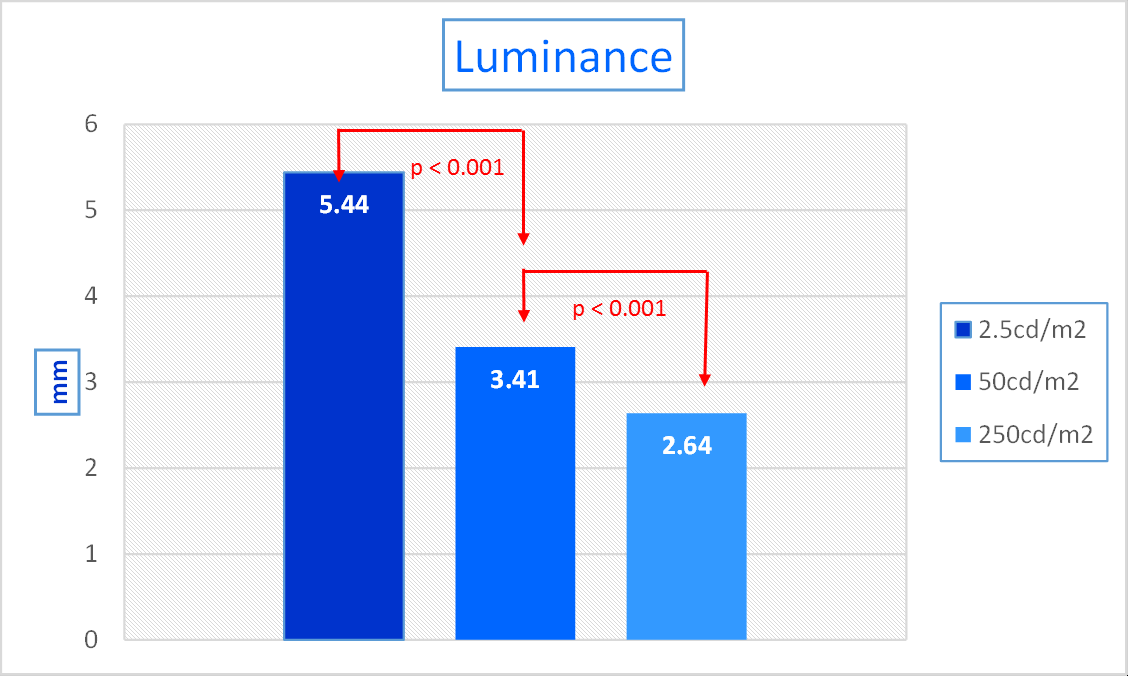 Luminance
6
5
4
3
2
1
0
mm
p < 0.001
p < 0.001
5.44
3.41
2.64
2.5cd/m2
50cd/m2
250cd/m2